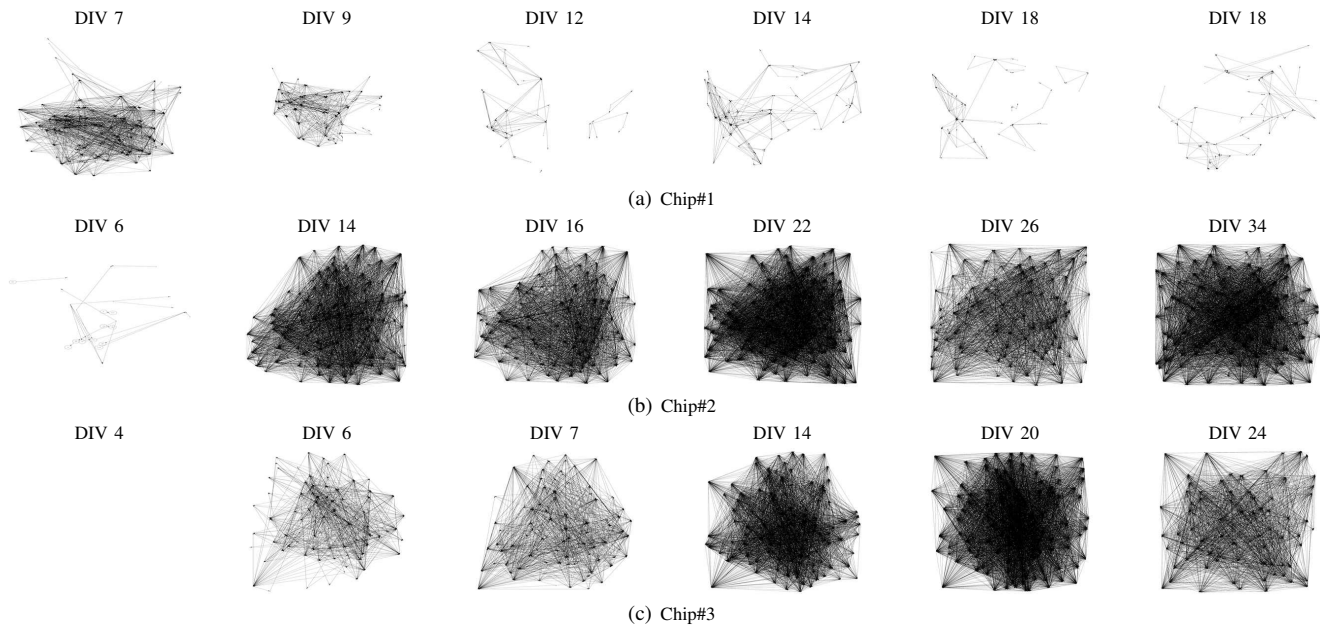 DIV 7 DIV 9 DIV 12 DIV 14 DIV 18 DIV 18
(a) Chip#1
DIV 6 DIV 14 DIV 16 DIV 22 DIV 26 DIV 34
(b) Chip#2
DIV 4 DIV 6 DIV 7 DIV 14 DIV 20 DIV 24
(c) Chip#3